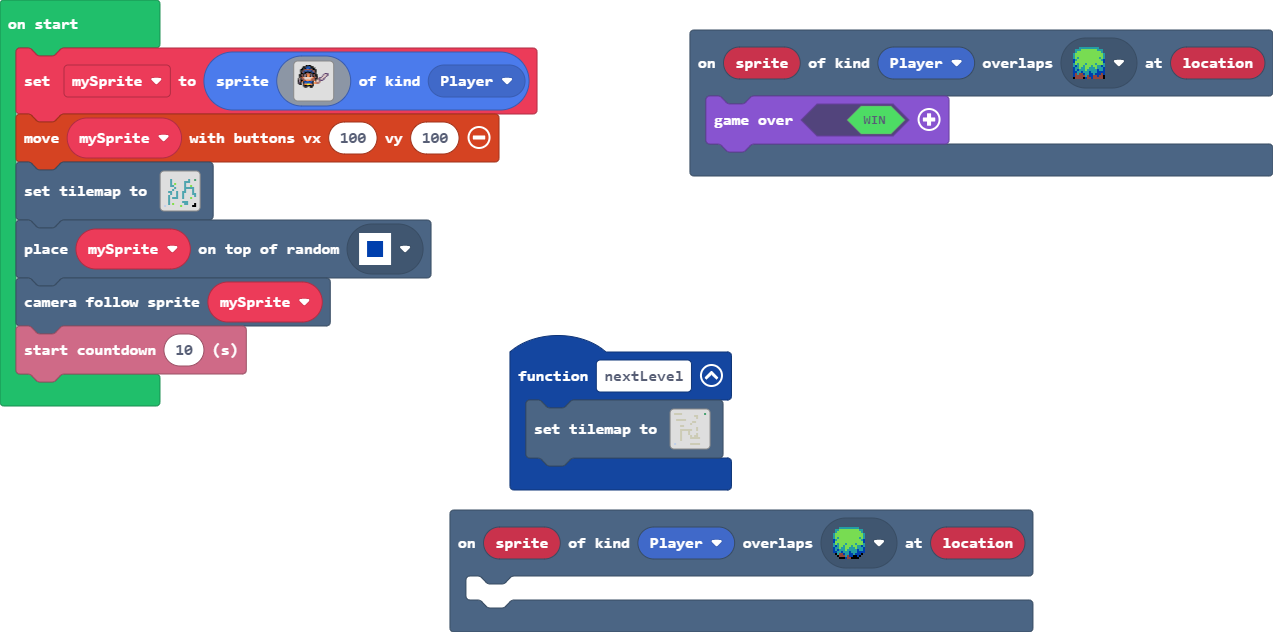 on start
set mySprite to sprite of kind Player
move mySprite with buttons vx 100 vy 100
set tilemap to
place mySprite on top of random
camera follow sprite mySprite
start countdown 10 (s)
on sprite of kind Player overlaps at location
game over WIN
function nextLevel
set tilemap to
on sprite of kind Player overlaps at location